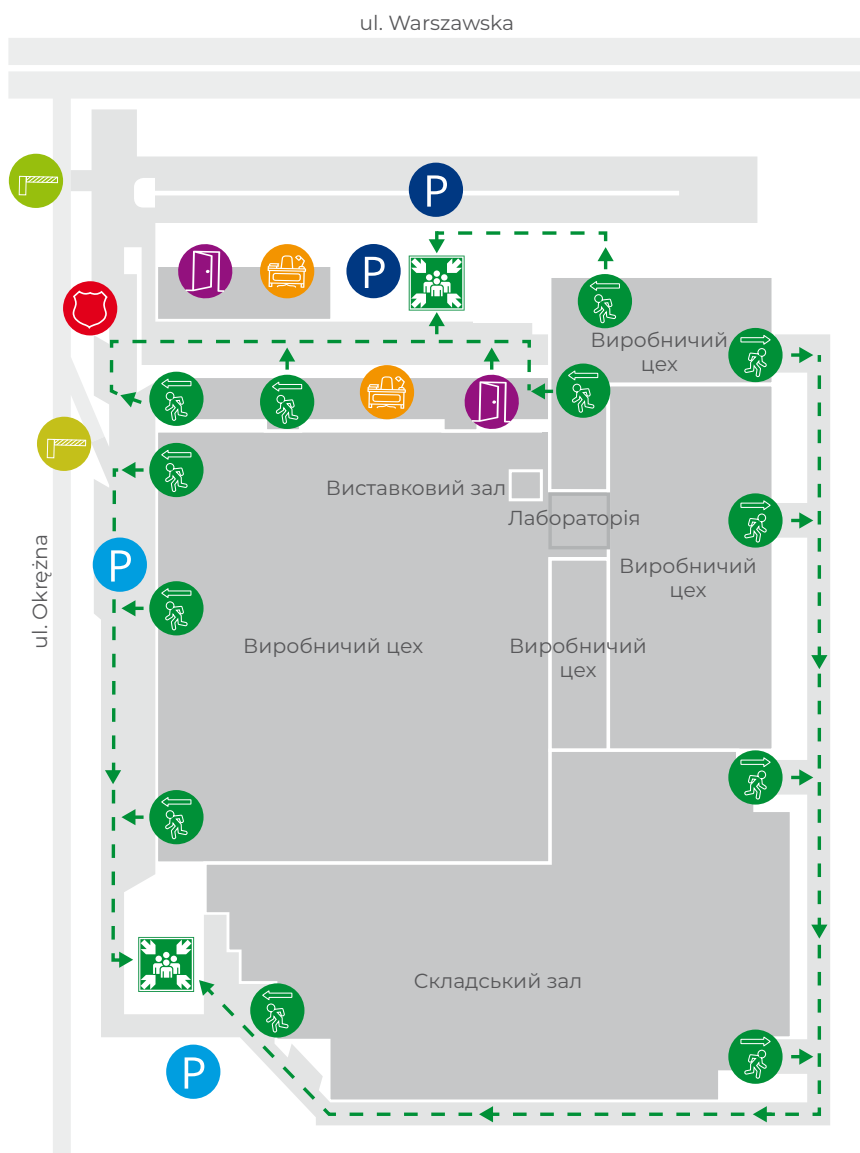 ul. Warszawska
P
P
Виробничий
цех
Виставковий зал
Лабораторія
ul. Okrężna
P
Виробничий
цех
Виробничий цех
Виробничий
цех
Складський зал
P